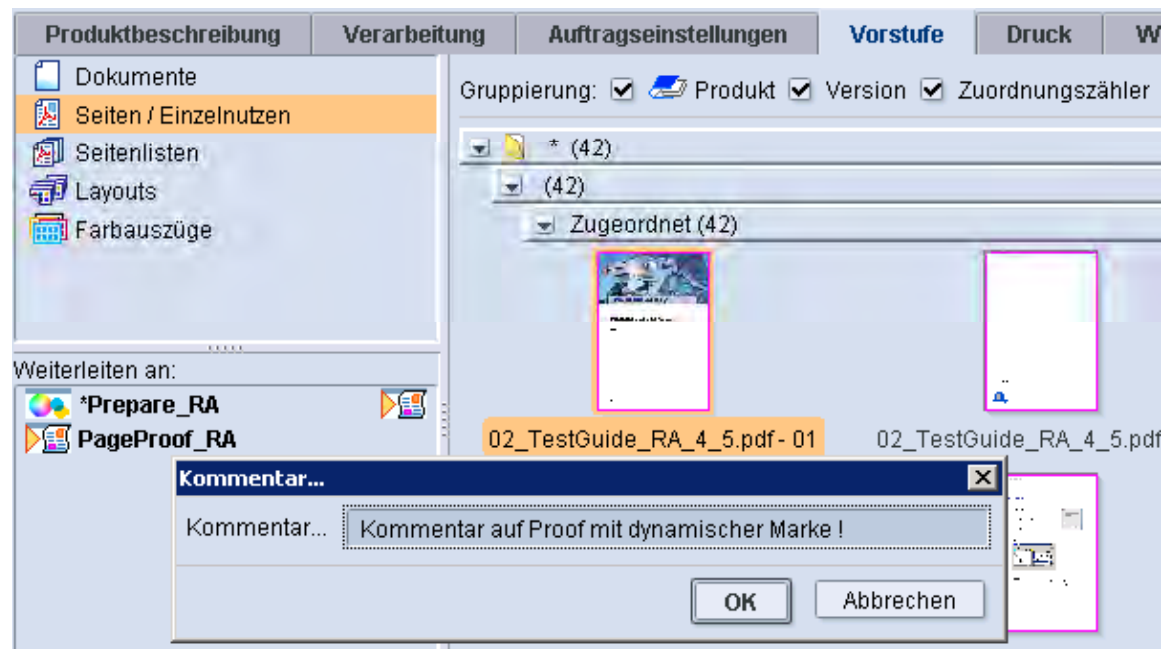 Produktbeschreibung Verarbeitung Auftragseinstellungen Vorstufe Druck W
Dokumente
Seiten / Einzelnutzen
Seitenlisten
Layouts
Farbauszüge
Gruppierung: Produkt Version Zuordnungszähler
* (42)
(42)
Zugeordnet (42)
02_TestGuide_RA_4_5.pdf - 01 02_TestGuide_RA_4_5.pdf
Weiterleiten an:
*Prepare_RA
PageProof_RA
Kommentar...
Kommentar... Kommentar auf Proof mit dynamischer Marke !
OK Abbrechen